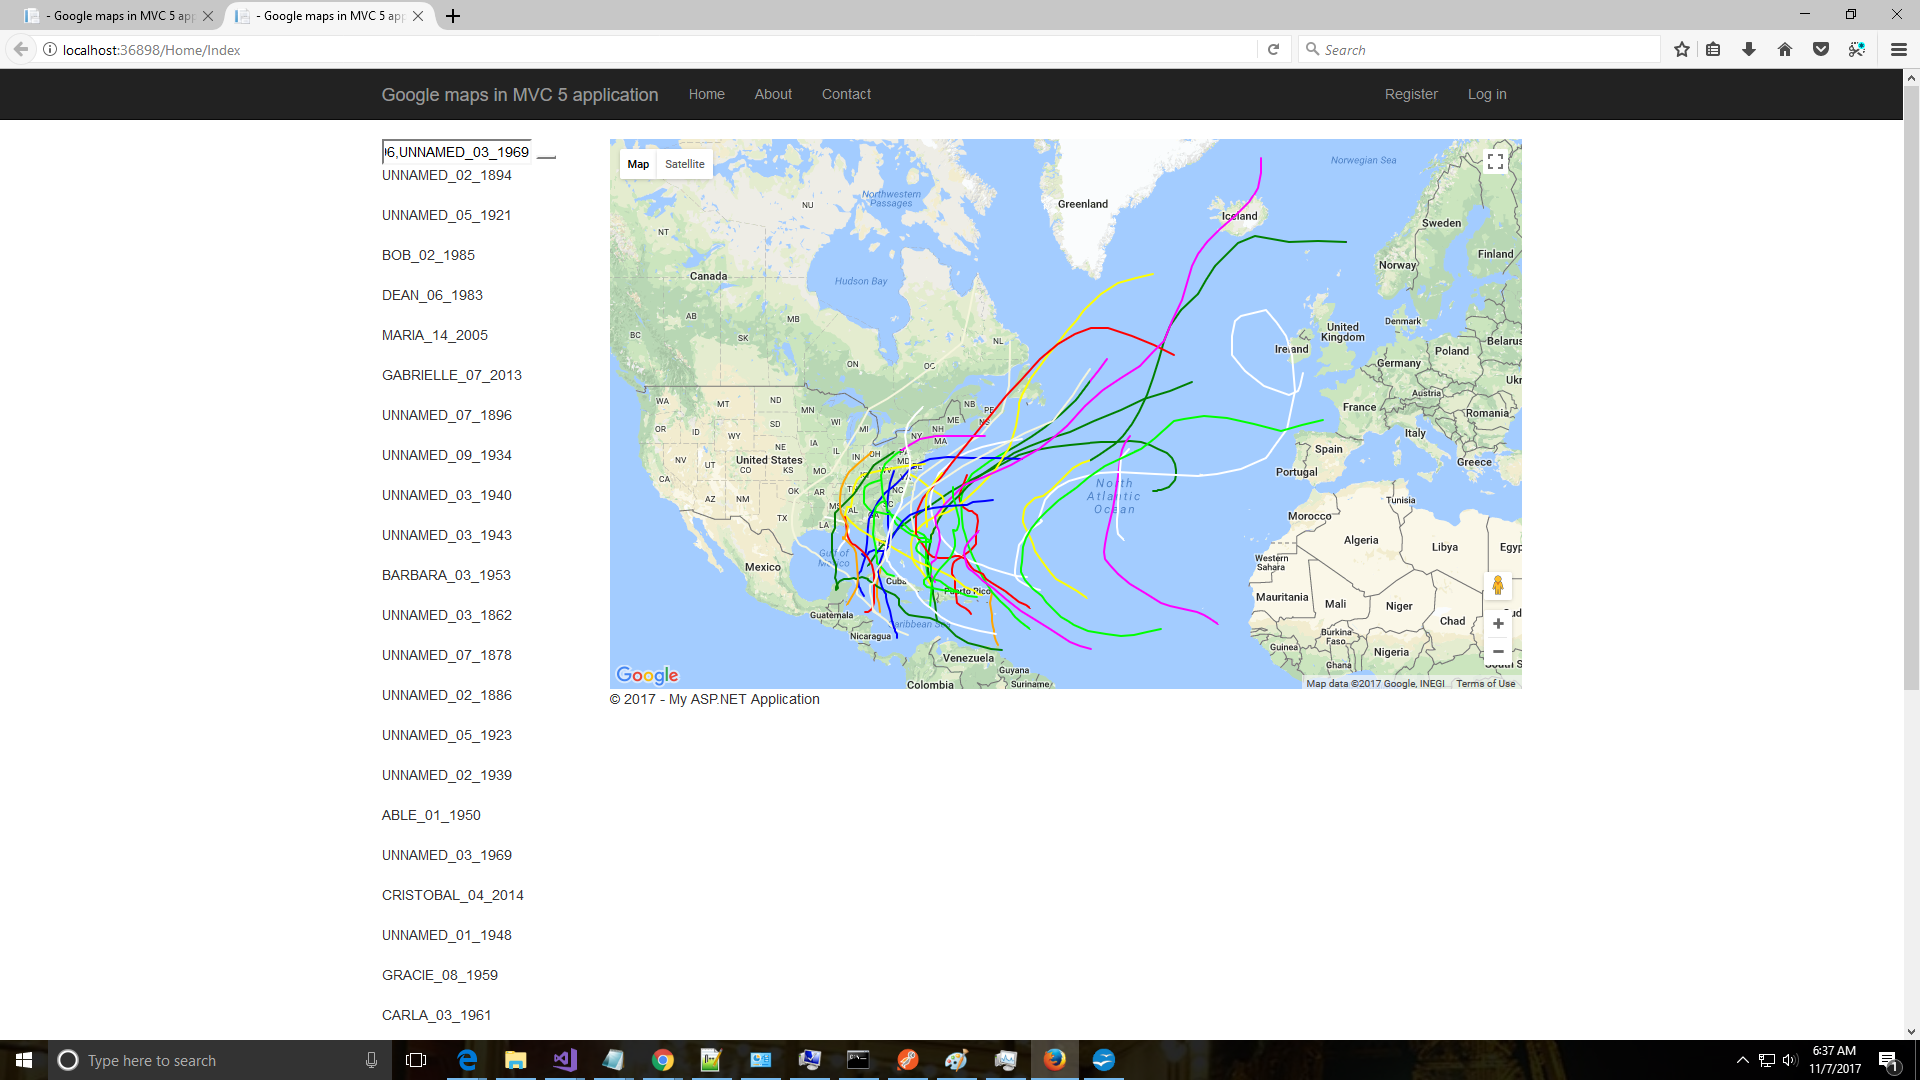 - Google maps in MVC 5 app
- Google maps in MVC 5 app
localhost:36898/Home/Index
Search
Google maps in MVC 5 application Home About Contact Register Log in
6,UNNAMED_03_1969
UNNAMED_02_1894
UNNAMED_05_1921
BOB_02_1985
DEAN_06_1983
MARIA_14_2005
GABRIELLE_07_2013
UNNAMED_07_1896
UNNAMED_09_1934
UNNAMED_03_1940
UNNAMED_03_1943
BARBARA_03_1953
UNNAMED_03_1862
UNNAMED_07_1878
UNNAMED_02_1886
UNNAMED_05_1923
UNNAMED_02_1939
ABLE_01_1950
UNNAMED_03_1969
CRISTOBAL_04_2014
UNNAMED_01_1948
GRACIE_08_1959
CARLA_03_1961
Map Satellite
Norwegian Sea
Northwestern
Passages
NU
Greenland
Iceland
Sweden
NT
Finland
Norway
Canada
Hudson Bay
AB
MB
BC
SK
NL
United
Kingdom
Denmark
Belarus
Ireland
Poland
ON
QC
Germany
Ukr
WA
MT
ND
MN
NB
PE
NS
Austria
France
Romania
OR
ID
WY
SD
WI
MI
NY
ME
NH
MA
Italy
NE
IA
IN
OH
PA
Spain
NV
UT
United States
CO
KS
MO
MD
DE
Portugal
Greece
CA
AZ
NM
OK
AR
NC
SC
North
Atlantic
Ocean
Tunisia
TX
LA
MS
AL
GA
Morocco
Algeria
Libya
Egyp
Gulf of
Mexico
Mexico
Western
Sahara
Cuba
Puerto Rico
Mauritania
Mali
Niger
Chad
Guatemala
Caribbean Sea
Nicaragua
Burkina
Faso
Guinea
Nigeria
Ghana
Venezuela
Guyana
Suriname
Colombia
South S
Google
Map data ©2017 Google, INEGI Terms of Use
© 2017 - My ASP.NET Application
Type here to search
6:37 AM
11/7/2017
1